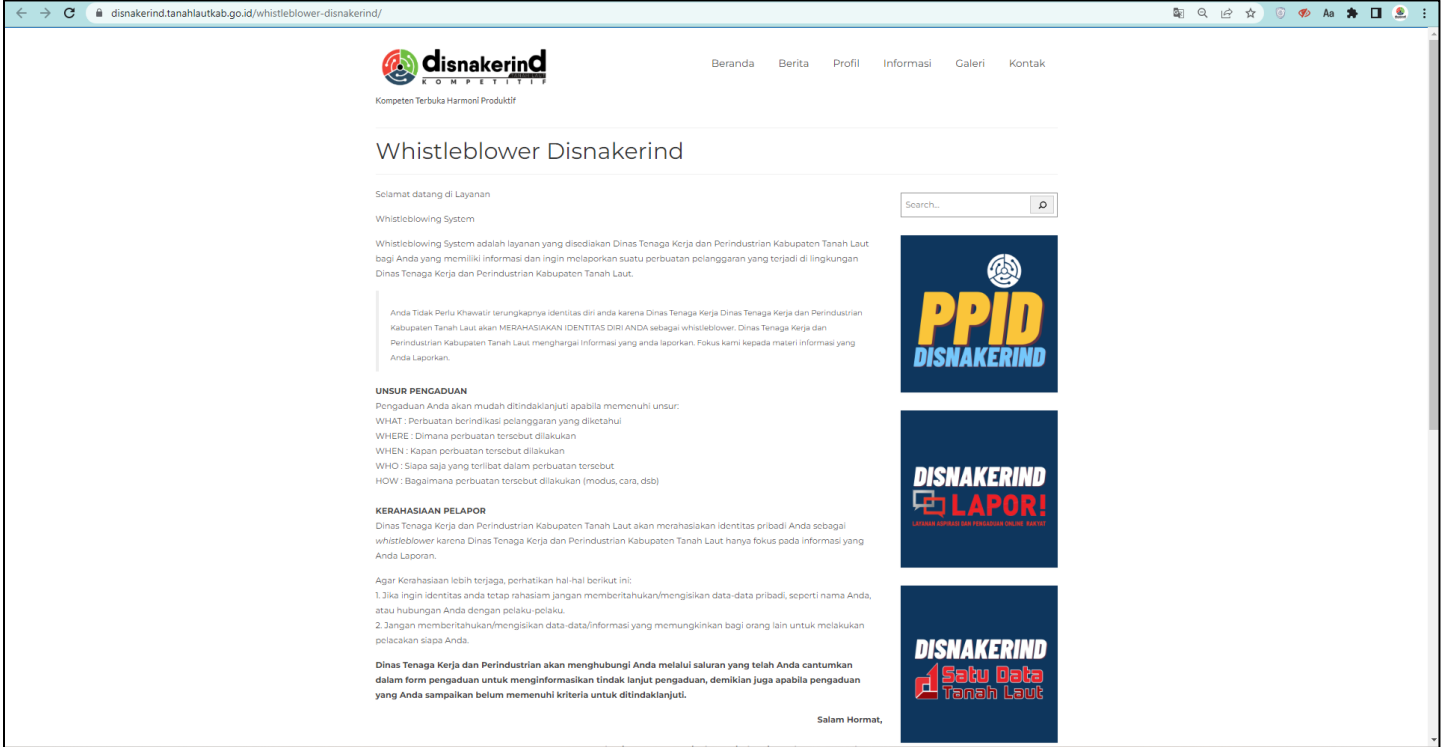 disnakerind.tanahlautkab.go.id/whistleblower-disnakerind/
Aa
disnakerind
TANAH LAUT
KOMPETITIF
Kompeten Terbuka Harmoni Produktif
Beranda Berita Profil Informasi Galeri Kontak
Whistleblower Disnakerind
Selamat datang di Layanan
Whistleblowing System
Whistleblowing System adalah layanan yang disediakan Dinas Tenaga Kerja dan Perindustrian Kabupaten Tanah Laut
bagi Anda yang memiliki informasi dan ingin melaporkan suatu perbuatan pelanggaran yang terjadi di lingkungan
Dinas Tenaga Kerja dan Perindustrian Kabupaten Tanah Laut.
Anda Tidak Perlu Khawatir terungkapnya identitas diri anda karena Dinas Tenaga Kerja Dinas Tenaga Kerja dan Perindustrian
Kabupaten Tanah Laut akan MERAHASIAKAN IDENTITAS DIRI ANDA sebagai whistleblower. Dinas Tenaga Kerja dan
Perindustrian Kabupaten Tanah Laut menghargai Informasi yang anda laporkan. Fokus kami kepada materi informasi yang
Anda Laporkan.
UNSUR PENGADUAN
Pengaduan Anda akan mudah ditindaklanjuti apabila memenuhi unsur:
WHAT : Perbuatan berindikasi pelanggaran yang diketahui
WHERE : Dimana perbuatan tersebut dilakukan
WHEN : Kapan perbuatan tersebut dilakukan
WHO : Siapa saja yang terlibat dalam perbuatan tersebut
HOW : Bagaimana perbuatan tersebut dilakukan (modus, cara, dsb)
KERAHASIAAN PELAPOR
Dinas Tenaga Kerja dan Perindustrian Kabupaten Tanah Laut akan merahasiakan identitas pribadi Anda sebagai
whistleblower karena Dinas Tenaga Kerja dan Perindustrian Kabupaten Tanah Laut hanya fokus pada informasi yang
Anda Laporan.
Agar Kerahasiaan lebih terjaga, perhatikan hal-hal berikut ini:
1. Jika ingin identitas anda tetap rahasiam jangan memberitahukan/mengisikan data-data pribadi, seperti nama Anda,
atau hubungan Anda dengan pelaku-pelaku.
2. Jangan memberitahukan/mengisikan data-data/informasi yang memungkinkan bagi orang lain untuk melakukan
pelacakan siapa Anda.
Dinas Tenaga Kerja dan Perindustrian akan menghubungi Anda melalui saluran yang telah Anda cantumkan
dalam form pengaduan untuk menginformasikan tindak lanjut pengaduan, demikian juga apabila pengaduan
yang Anda sampaikan belum memenuhi kriteria untuk ditindaklanjuti.
Salam Hormat,
Search...
PPID
DISNAKERIND
DISNAKERIND
LAPOR!
LAYANAN ASPIRASI DAN PENGADUAN ONLINE RAKYAT
DISNAKERIND
Satu Data
Tanah Laut